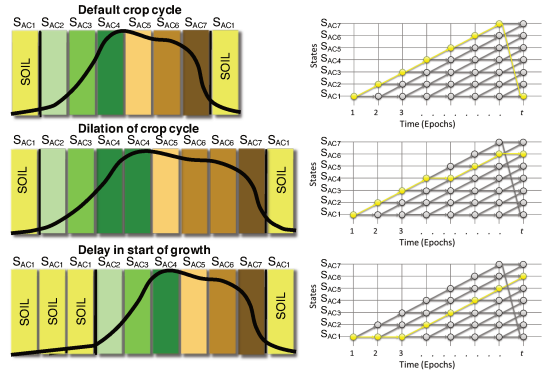 Default crop cycle
SAC1 SAC2 SAC3 SAC4 SAC5 SAC6 SAC7 SAC1
SOIL SOIL
SAC7
SAC6
SAC5
SAC4
SAC3
SAC2
SAC1
States
1 2 3 . . . . . . . . t
Time (Epochs)
Dilation of crop cycle
SAC1 SAC2 SAC3 SAC4 SAC4 SAC5 SAC6 SAC6 SAC7 SAC1
SOIL SOIL
SAC7
SAC6
SAC5
SAC4
SAC3
SAC2
SAC1
States
1 2 3 . . . . . . . . t
Time (Epochs)
Delay in start of growth
SAC1 SAC1 SAC1 SAC2 SAC3 SAC4 SAC5 SAC6 SAC7 SAC1
SOIL SOIL SOIL SOIL
SAC7
SAC6
SAC5
SAC4
SAC3
SAC2
SAC1
States
1 2 3 . . . . . . . . t
Time (Epochs)